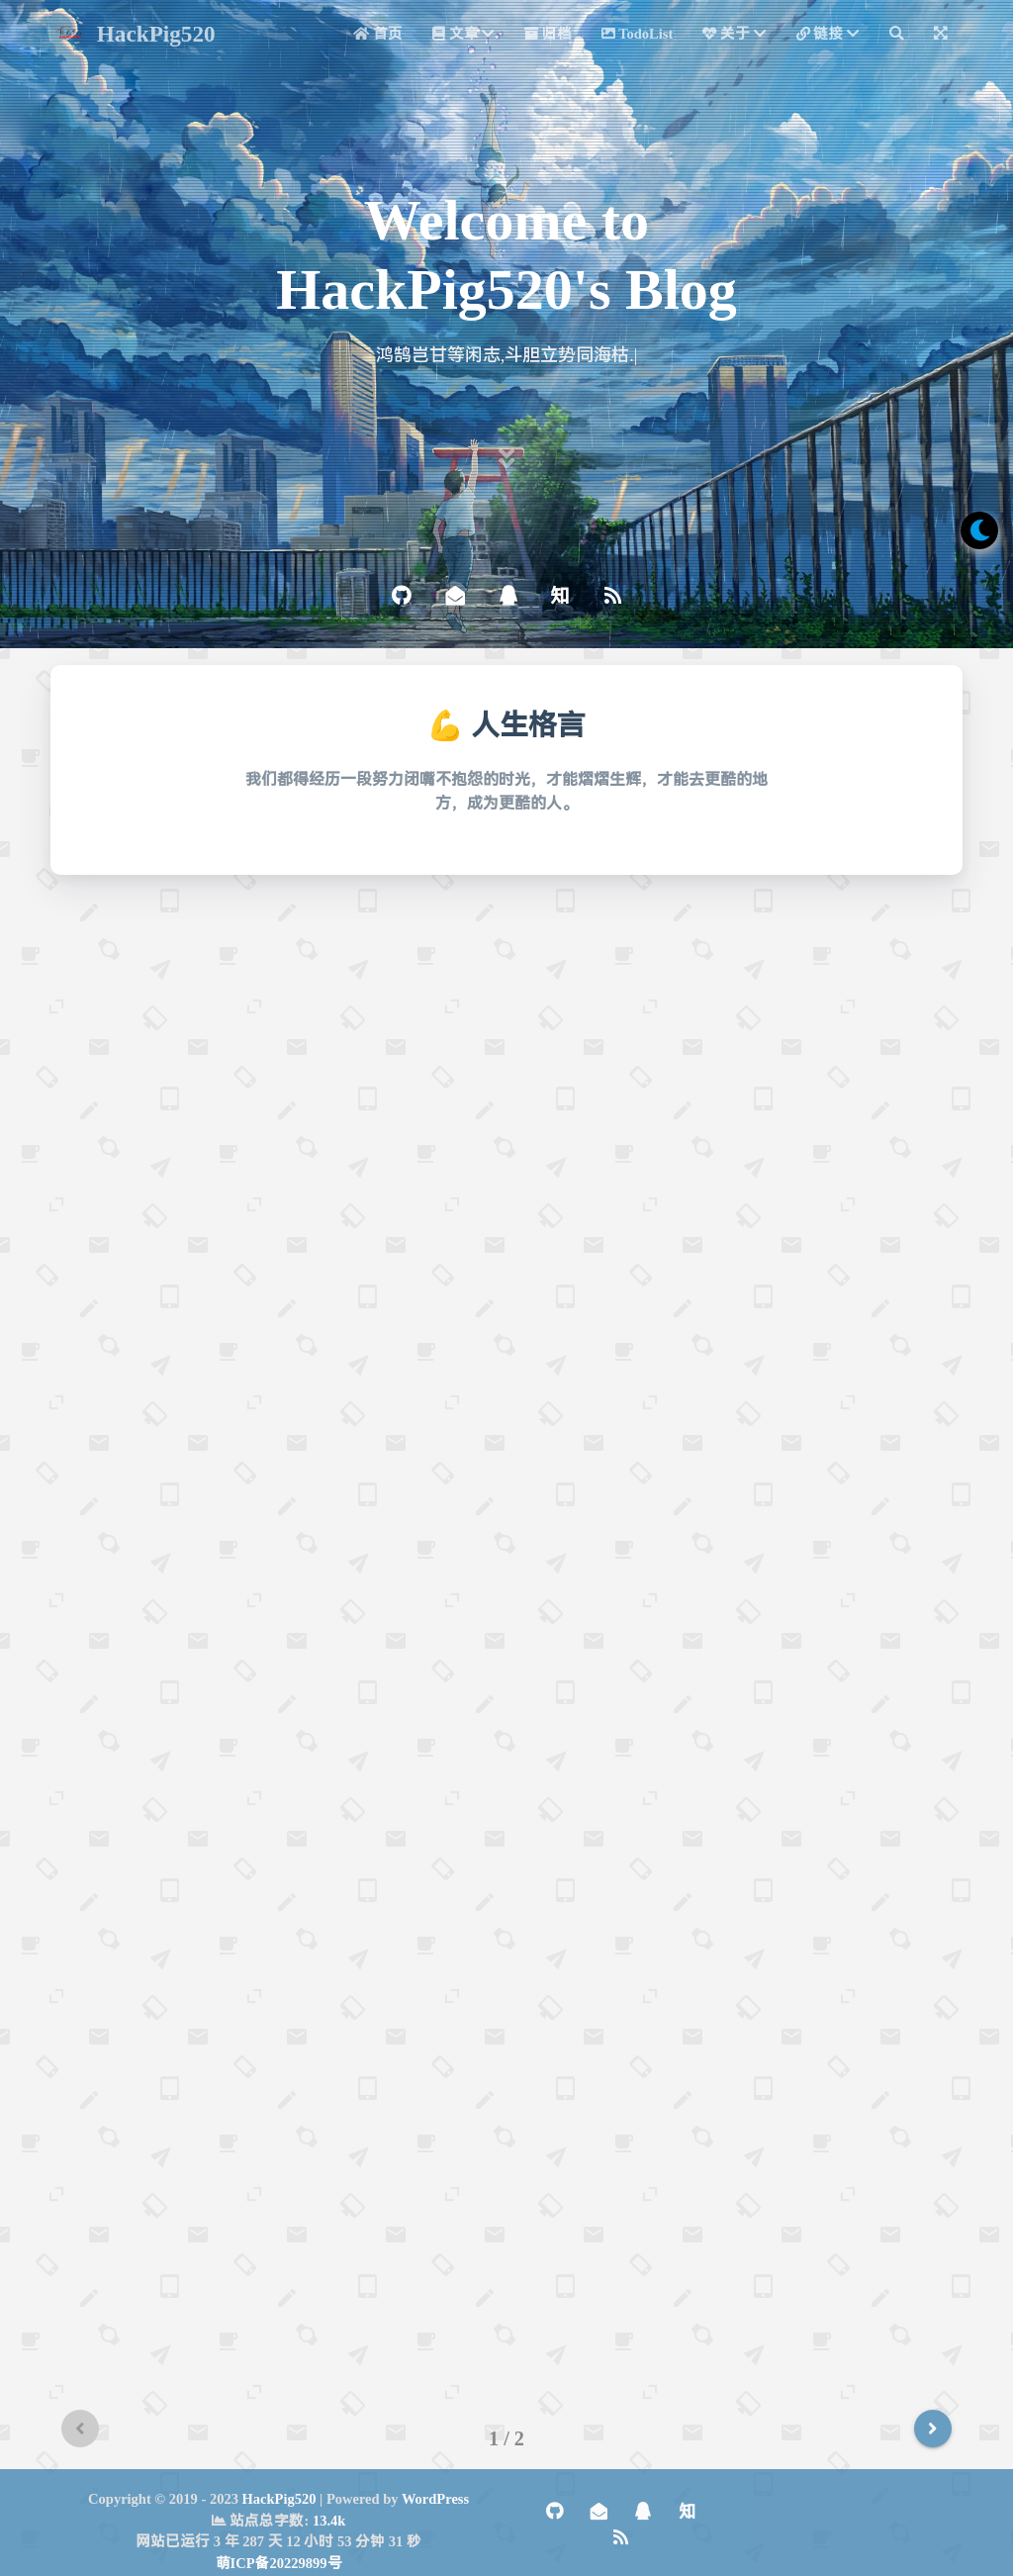 HackPig520
首页 文章 归档 TodoList 关于 链接
Welcome to
HackPig520's Blog
鸿鹄岂甘等闲志,斗胆立势同海枯.|
知
人生格言
我们都得经历一段努力闭嘴不抱怨的时光，才能熠熠生辉，才能去更酷的地
方，成为更酷的人。
1 / 2
Copyright © 2019 - 2023 HackPig520 | Powered by WordPress
站点总字数: 13.4k
网站已运行 3 年 287 天 12 小时 53 分钟 31 秒
萌ICP备20229899号
知